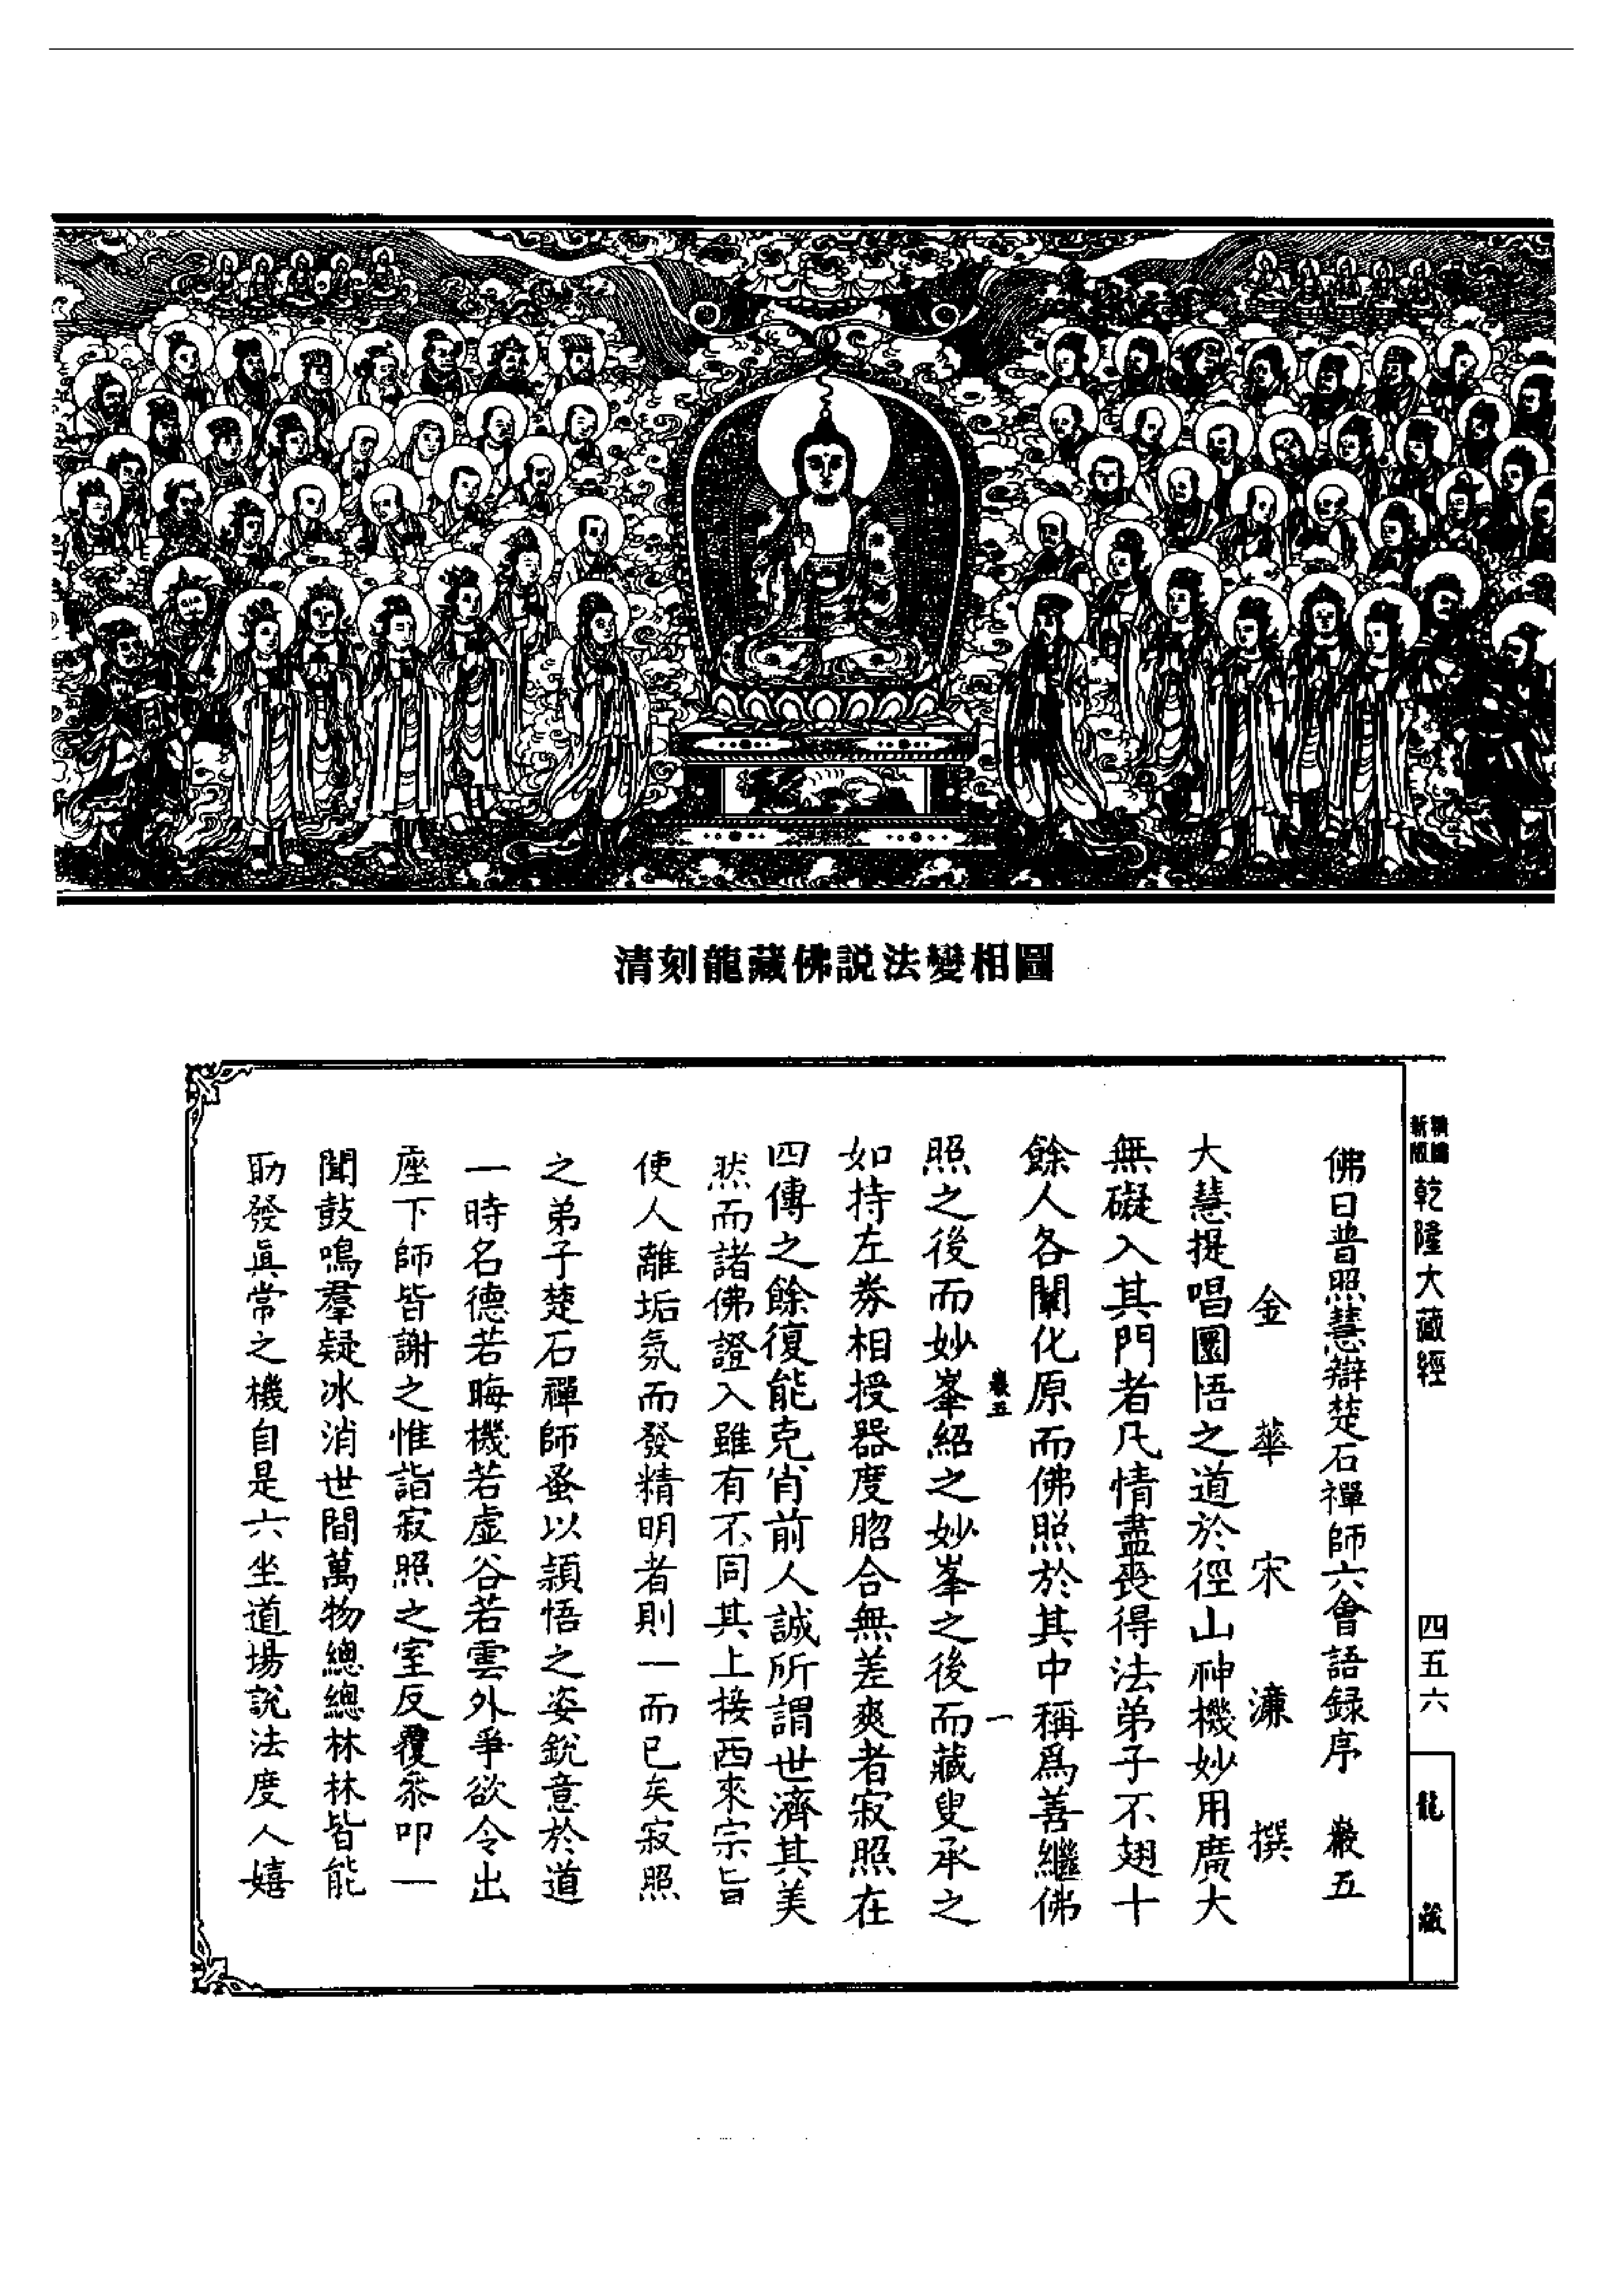 清刻龍藏佛説法變相圖
乾隆大藏經
四五六
龍藏
佛日普照慧辯楚石禪師六會語録序 巖五
金華宋濂撰
大慧提唱圓悟之道於徑山神機妙用廣大
無礙入其門者凡情盡喪得法弟子不翅十
餘人各闡化原而佛照於其中稱爲善繼佛
巖五 一
照之後而妙峯紹之妙峯之後而藏叟承之
如持左券相授器度脗合無差爽者寂照在
四傳之餘復能克肖前人誠所謂世濟其美
然而諸佛證入雖有不同其上接西來宗旨
使人離垢氛而發精明者則一而已矣寂照
之弟子楚石禪師蚤以穎悟之姿銳意於道
一時名德若晦機若虛谷若雲外爭欲令出
座下師皆謝之惟詣寂照之室反覆叅叩一
聞鼓鳴羣疑冰消世間萬物總總林林皆能
助發眞常之機自是六坐道場說法度人嬉